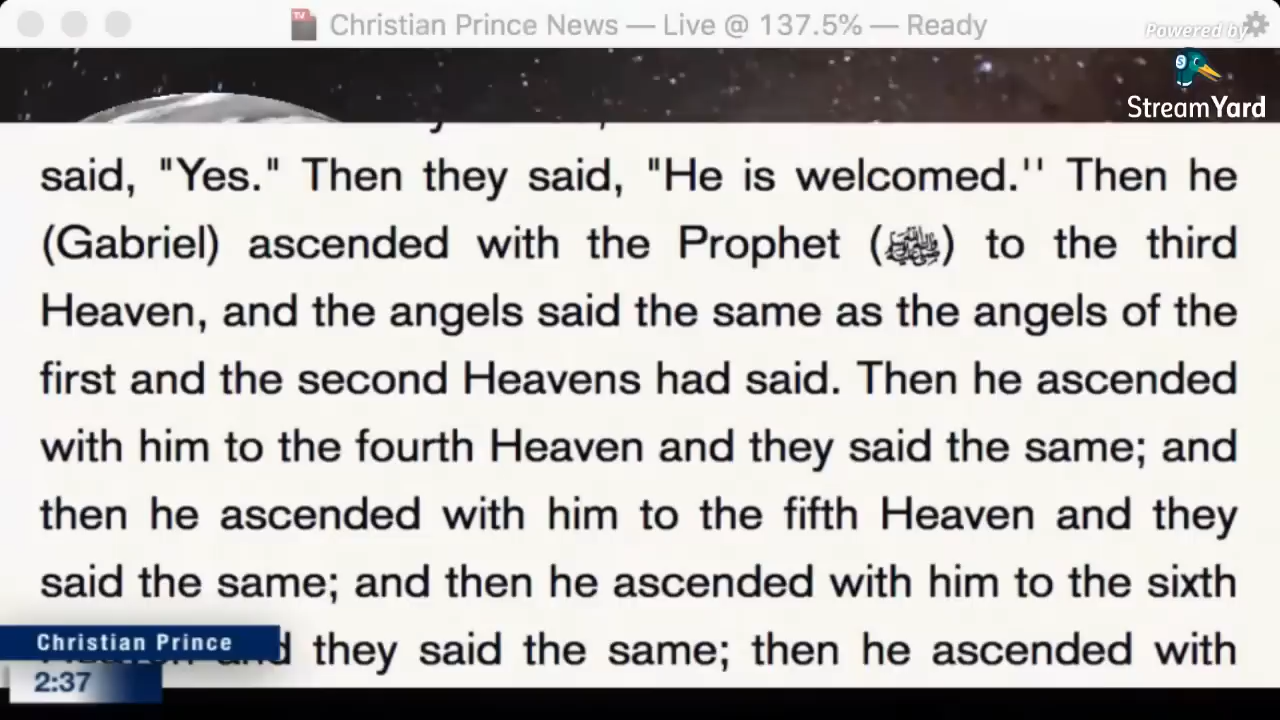 Christian Prince News — Live @ 137.5% — Ready
Powered by
StreamYard
said, "Yes." Then they said, "He is welcomed.'' Then he
(Gabriel) ascended with the Prophet (ﷺ) to the third
Heaven, and the angels said the same as the angels of the
first and the second Heavens had said. Then he ascended
with him to the fourth Heaven and they said the same; and
then he ascended with him to the fifth Heaven and they
said the same; and then he ascended with him to the sixth
and they said the same; then he ascended with
Christian Prince
2:37